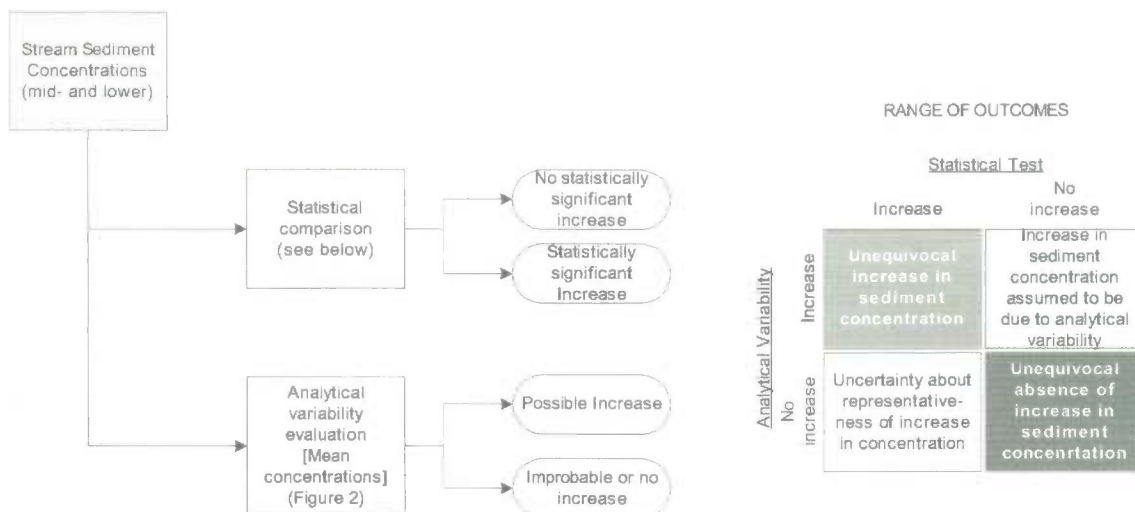 Stream Sediment
Concentrations
(mid- and lower)
Statistical
comparison
(see below)
No statistically
significant
increase
Statistically
significant
Increase
Analytical
variability
evaluation
[Mean
concentrations]
(Figure 2)
Possible Increase
Improbable or no
increase
RANGE OF OUTCOMES
Statistical Test
Increase
No
increase
Analytical Variability
Increase
Unequivocal
increase in
sediment
concentration
Increase in
sediment
concentration
assumed to be
due to analytical
variability
No
increase
Uncertainty about
representative-
ness of increase
in concentration
Unequivocal
absence of
increase in
sediment
concenrtation